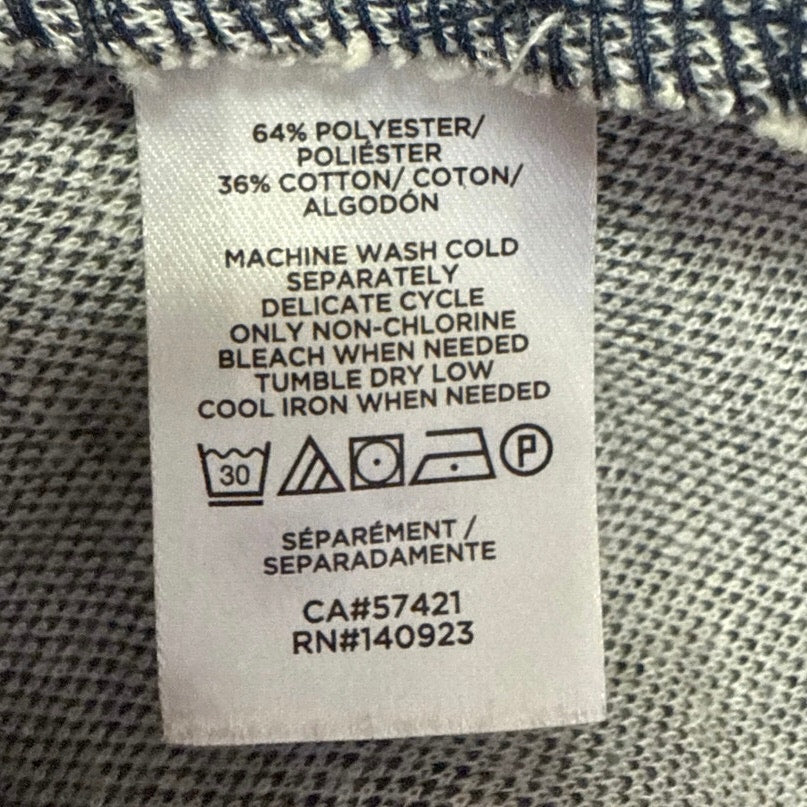 64% POLYESTER/
POLIÉSTER
36% COTTON/ COTON/
ALGODÓN
MACHINE WASH COLD
SEPARATELY
DELICATE CYCLE
ONLY NON-CHLORINE
BLEACH WHEN NEEDED
TUMBLE DRY LOW
COOL IRON WHEN NEEDED
30 P
SÉPARÉMENT /
SEPARADAMENTE
CA#57421
RN#140923